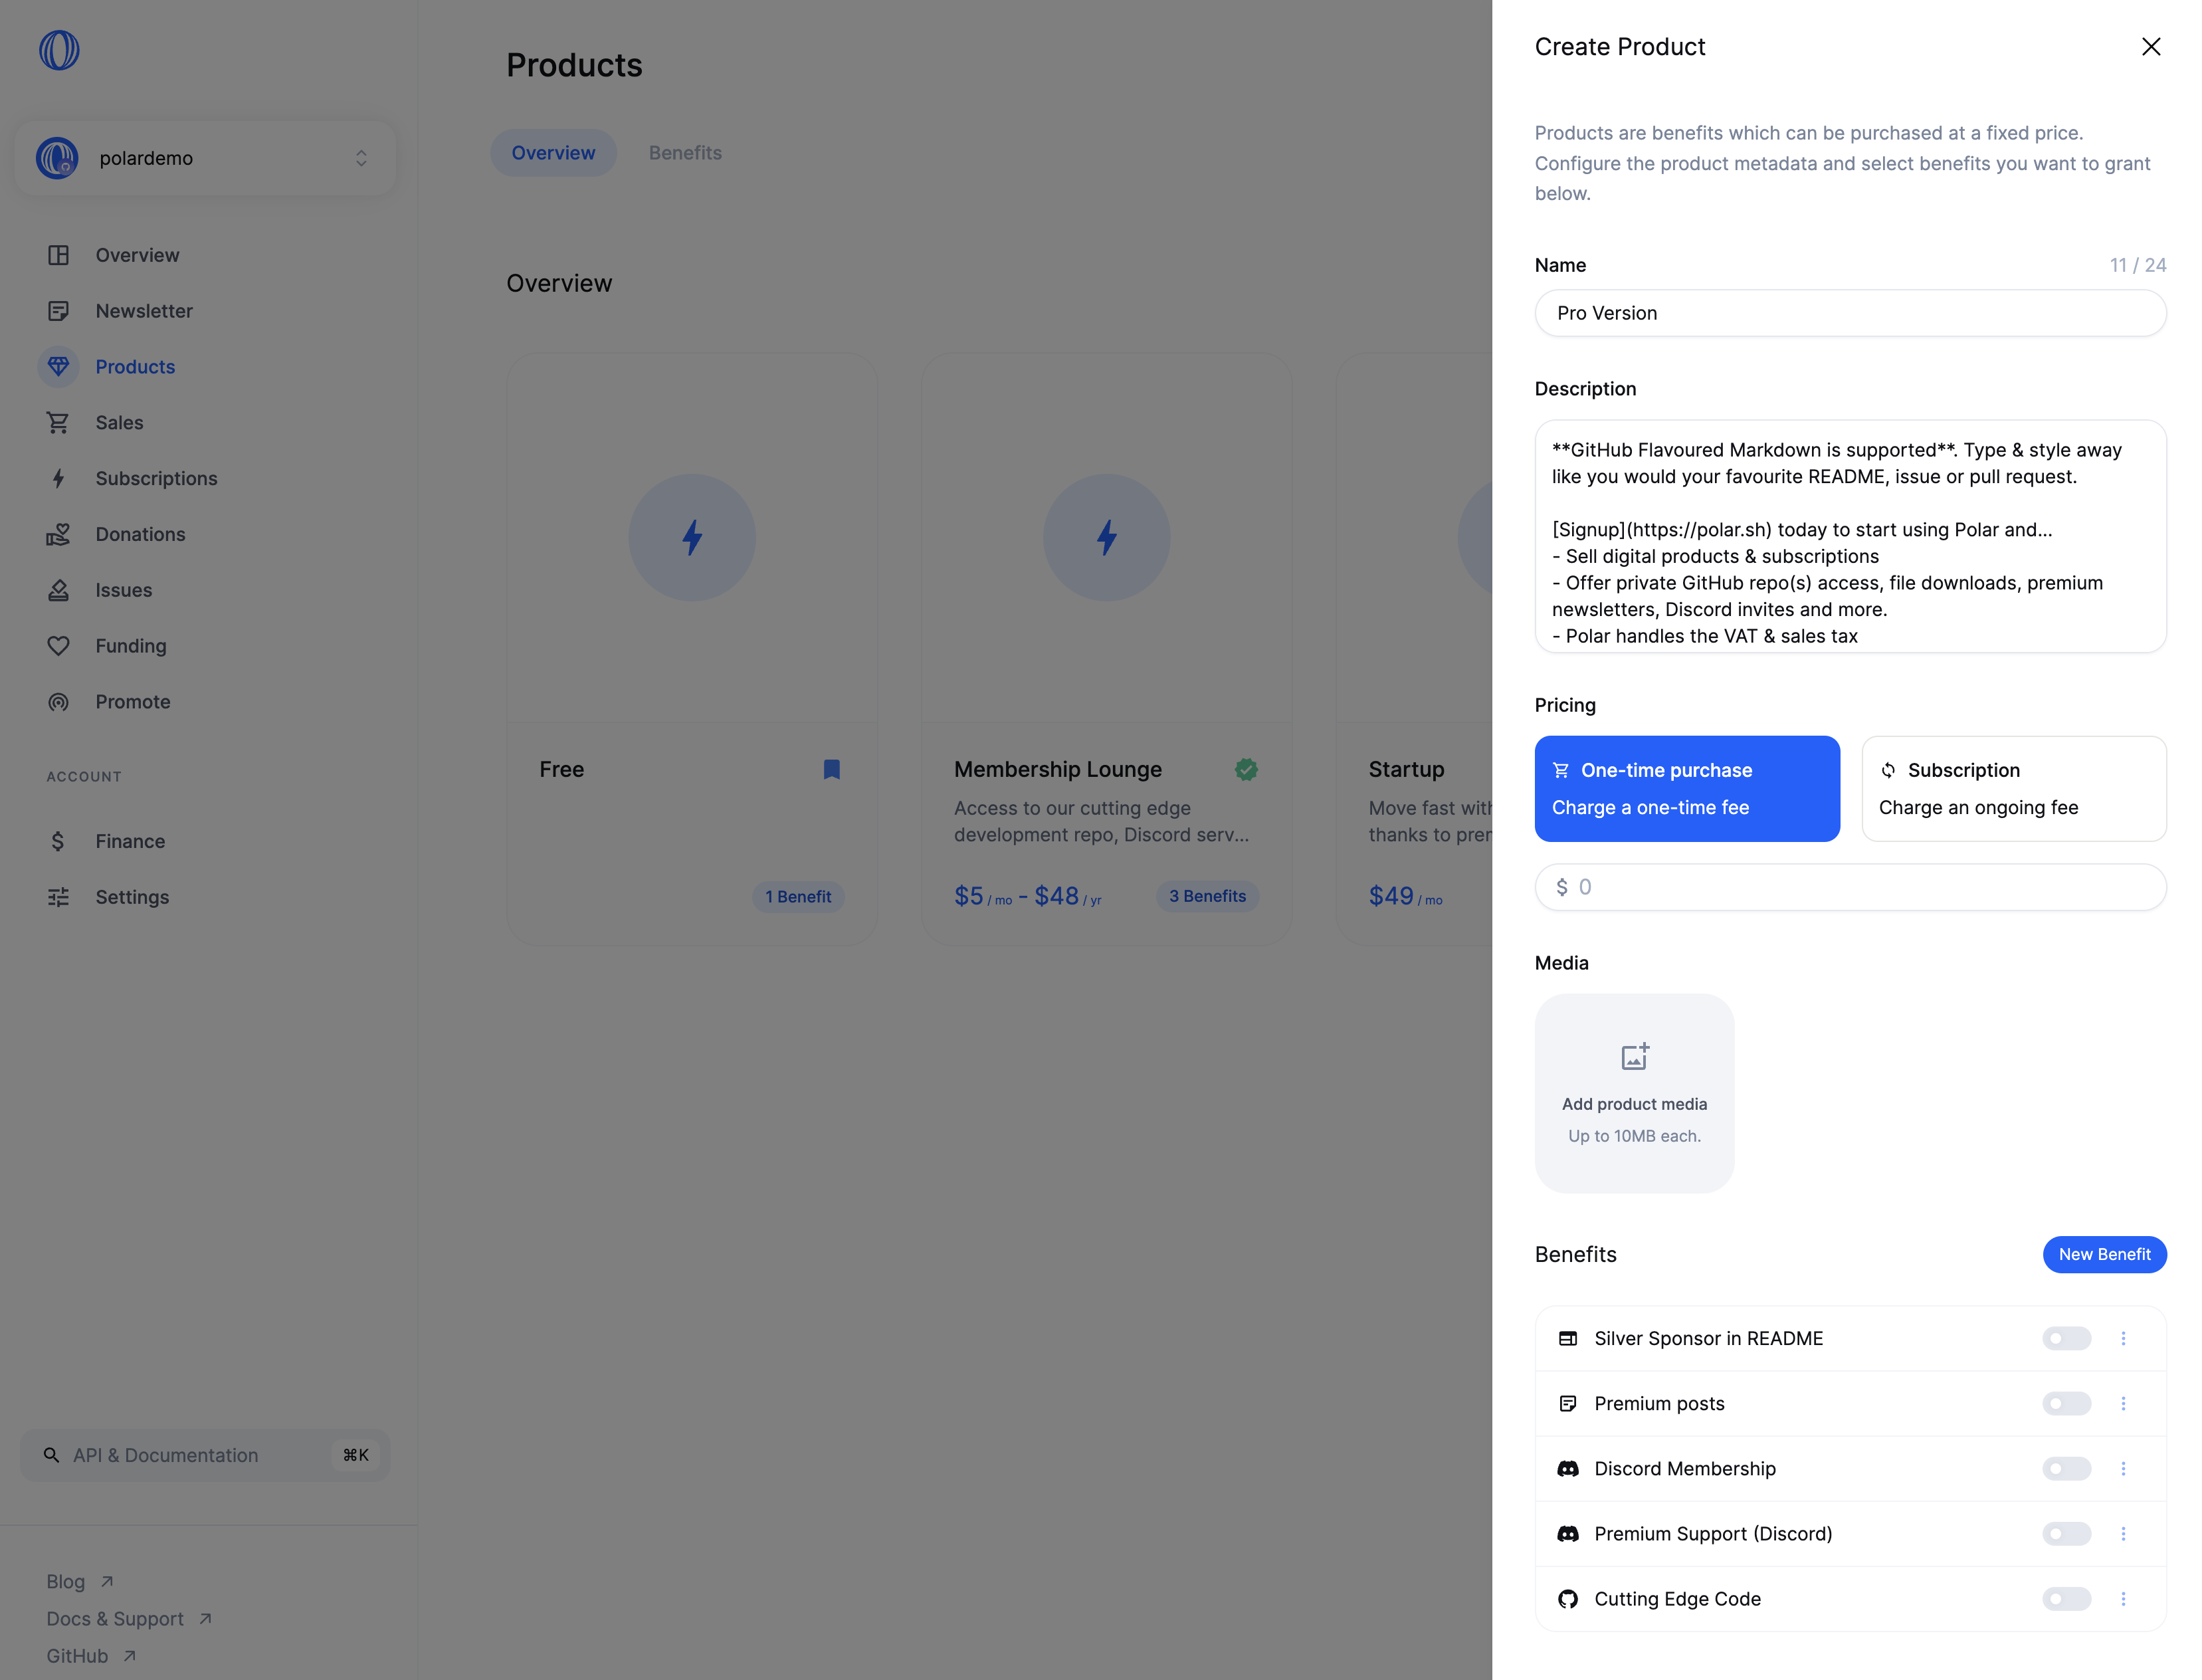 polardemo
Overview
Newsletter
Products
Sales
Subscriptions
Donations
Issues
Funding
Promote
ACCOUNT
Finance
Settings
API & Documentation ⌘K
Blog
Docs & Support
GitHub
Products
Overview Benefits
Overview
Free
1 Benefit
Membership Lounge
Access to our cutting edge
development repo, Discord serv...
$5 / mo - $48 / yr 3 Benefits
Startup
Move fast with
thanks to
$49 / mo
Create Product
Products are benefits which can be purchased at a fixed price.
Configure the product metadata and select benefits you want to grant
below.
Name 11 / 24
Pro Version
Description
**GitHub Flavoured Markdown is supported**. Type & style away
like you would your favourite README, issue or pull request.
[Signup](https://polar.sh) today to start using Polar and...
- Sell digital products & subscriptions
- Offer private GitHub repo(s) access, file downloads, premium
newsletters, Discord invites and more.
- Polar handles the VAT & sales tax
Pricing
One-time purchase
Charge a one-time fee
Subscription
Charge an ongoing fee
$ 0
Media
Add product media
Up to 10MB each.
Benefits New Benefit
Silver Sponsor in README
Premium posts
Discord Membership
Premium Support (Discord)
Cutting Edge Code